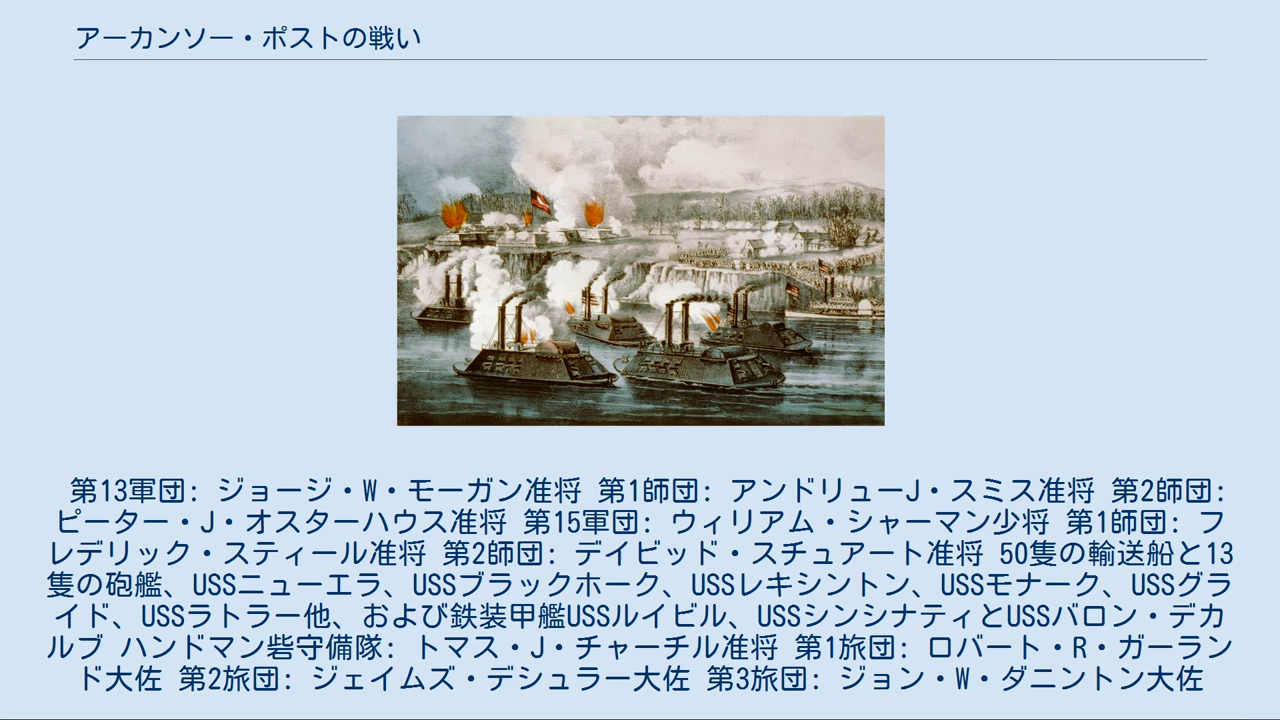 アーカンソー・ポストの戦い
第13軍団: ジョージ・W・モーガン准将 第1師団: アンドリューJ・スミス准将 第2師団:
ピーター・J・オスターハウス准将 第15軍団: ウィリアム・シャーマン少将 第1師団: フ
レデリック・スティール准将 第2師団: デイビッド・スチュアート准将 50隻の輸送船と13
隻の砲艦、USSニューエラ、USSブラックホーク、USSレキシントン、USSモナーク、USSグラ
イド、USSラトラー他、および鉄装甲艦USSルイビル、USSシンシナティとUSSバロン・デカ
ルブ ハンドマン砦守備隊: トマス・J・チャーチル准将 第1旅団: ロバート・R・ガーラン
ド大佐 第2旅団: ジェイムズ・デシュラー大佐 第3旅団: ジョン・W・ダニントン大佐